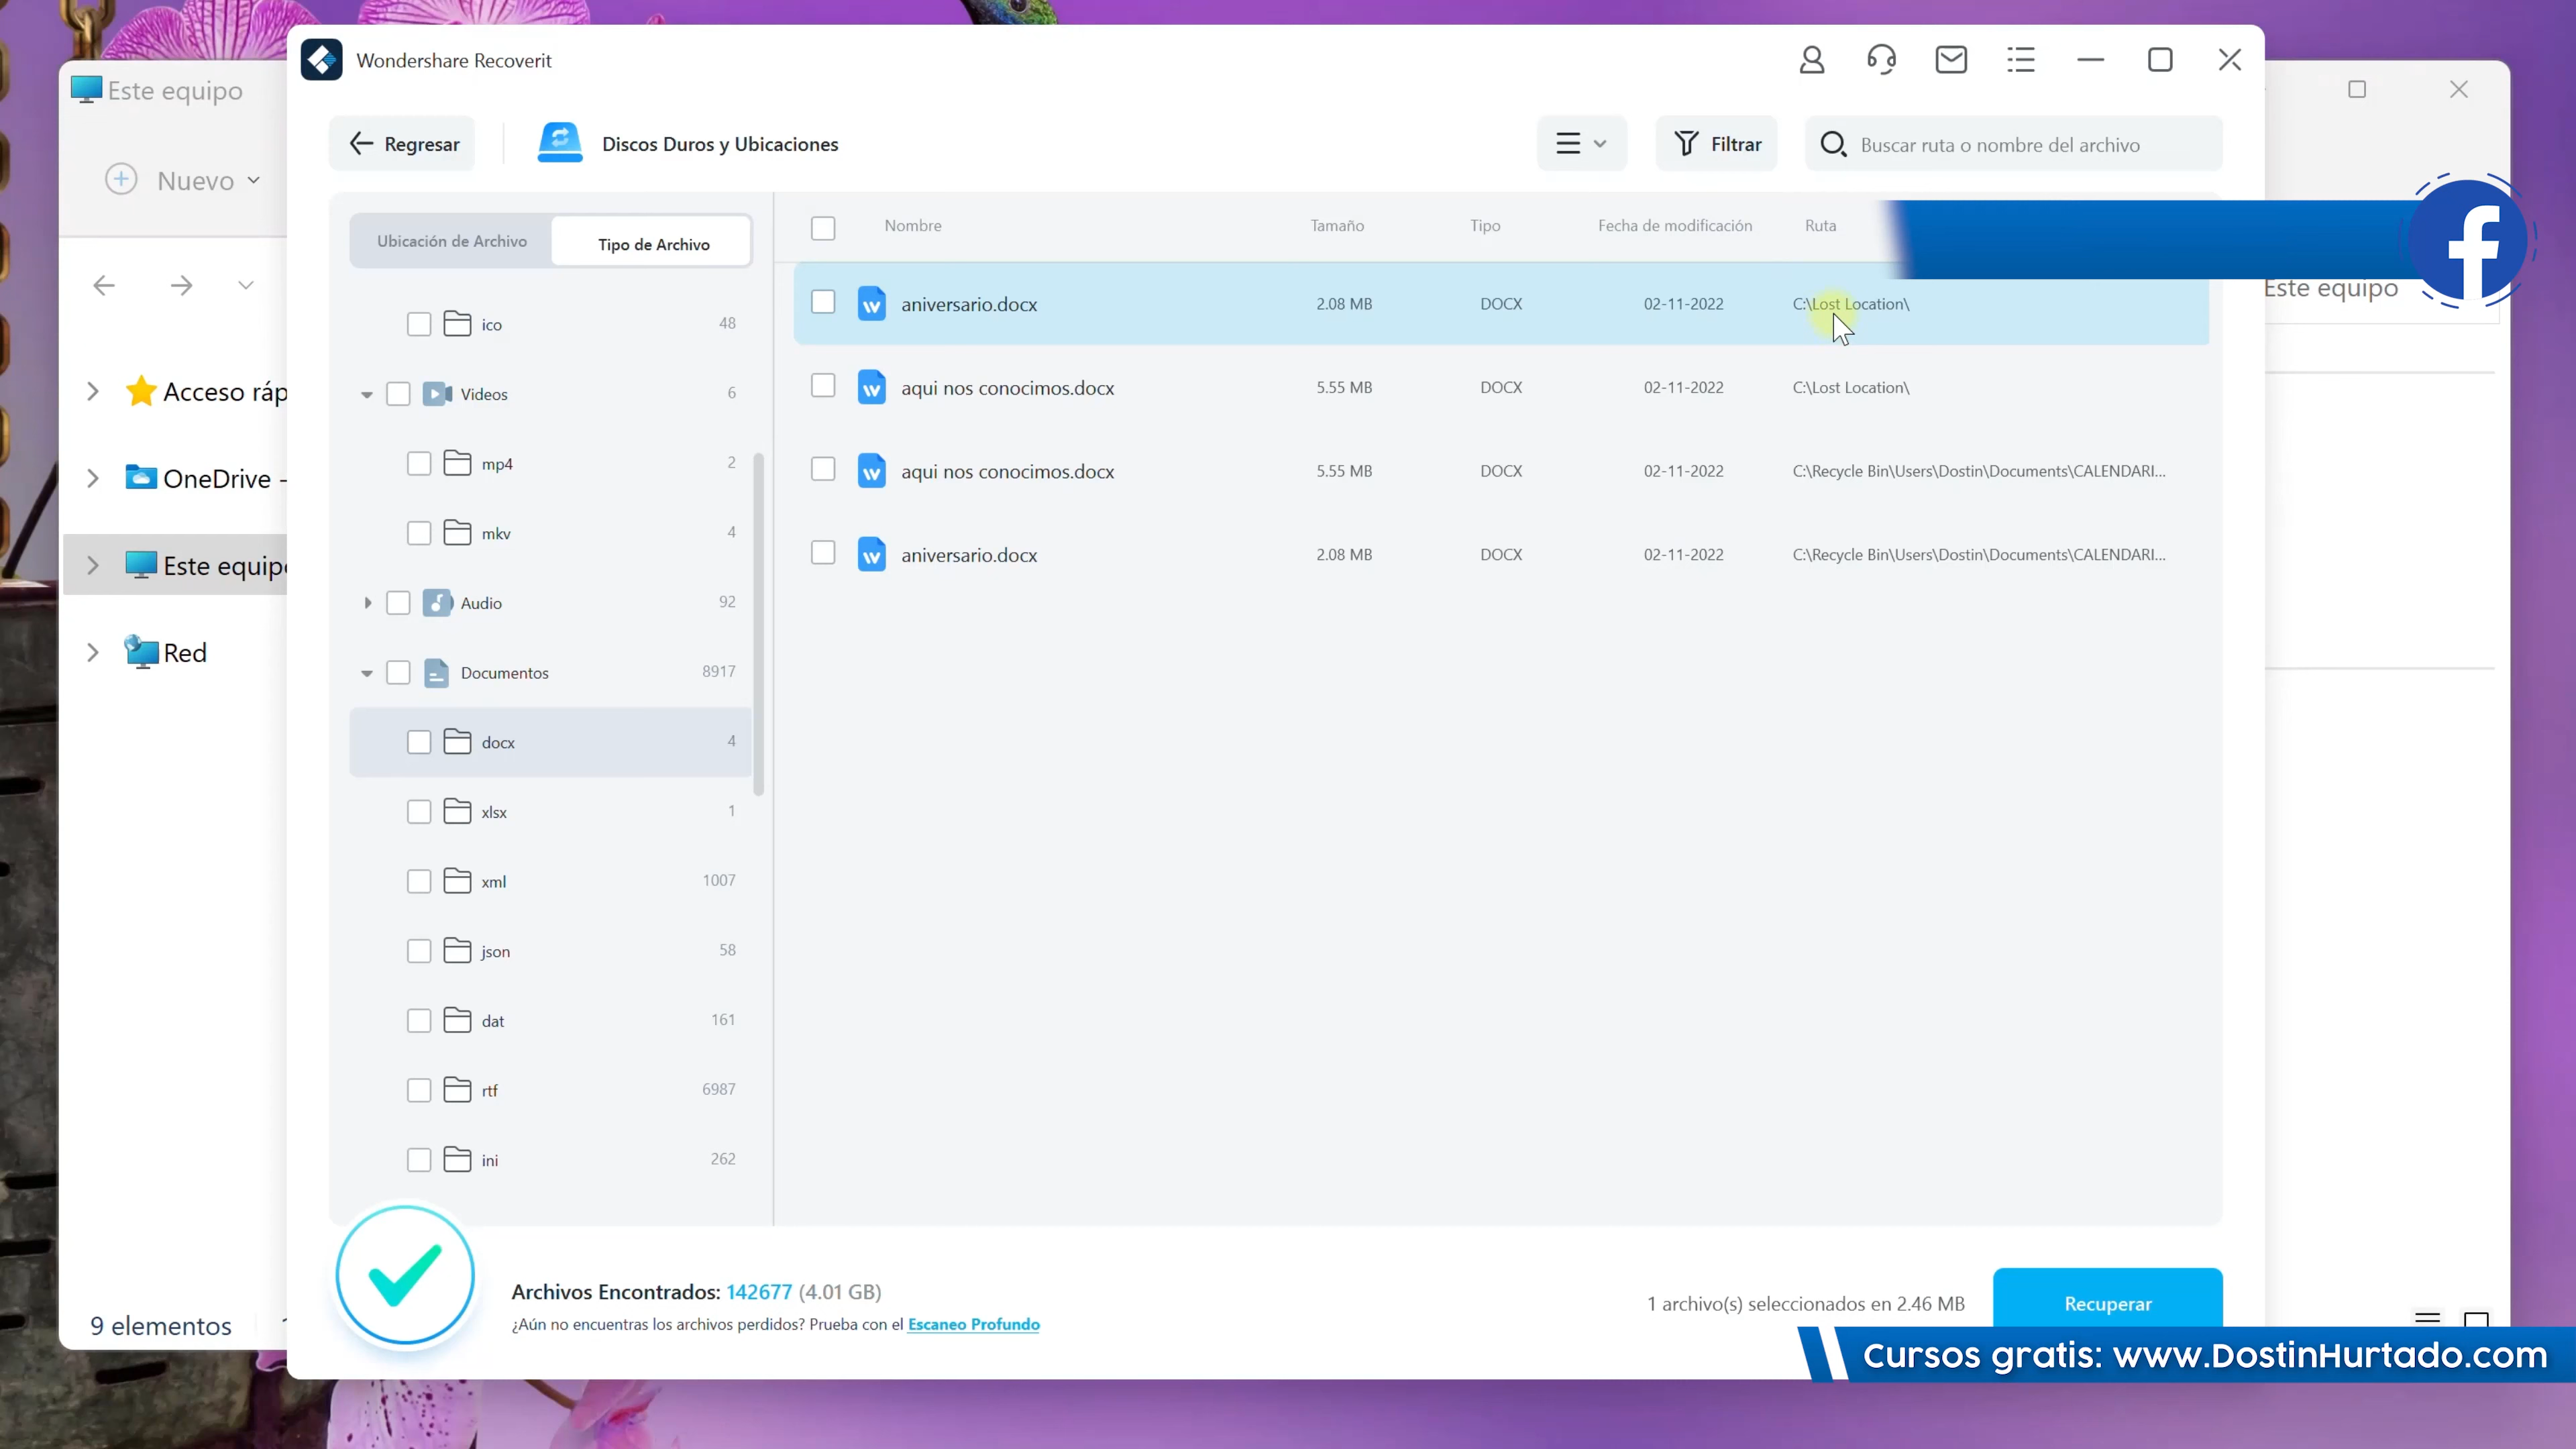 Wondershare Recoverit
Este equipo
Regresar
Discos Duros y Ubicaciones
Filtrar
Buscar ruta o nombre del archivo
Nuevo
Ubicación de Archivo
Tipo de Archivo
Nombre
Tamaño
Tipo
Fecha de modificación
Ruta
Este equipo
aniversario.docx 2.08 MB DOCX 02-11-2022 C:\Lost Location\
aqui nos conocimos.docx 5.55 MB DOCX 02-11-2022 C:\Lost Location\
aqui nos conocimos.docx 5.55 MB DOCX 02-11-2022 C:\Recycle Bin\Users\Dostin\Documents\CALENDARI...
aniversario.docx 2.08 MB DOCX 02-11-2022 C:\Recycle Bin\Users\Dostin\Documents\CALENDARI...
ico 48
Videos 6
mp4 2
mkv 4
Audio 92
Documentos 8917
docx 4
xlsx 1
xml 1007
json 58
dat 161
rtf 6987
ini 262
Acceso ráp
OneDrive -
Este equipo
Red
9 elementos
Archivos Encontrados: 142677 (4.01 GB)
¿Aún no encuentras los archivos perdidos? Prueba con el Escaneo Profundo
1 archivo(s) seleccionados en 2.46 MB
Recuperar
Cursos gratis: www.DostinHurtado.com